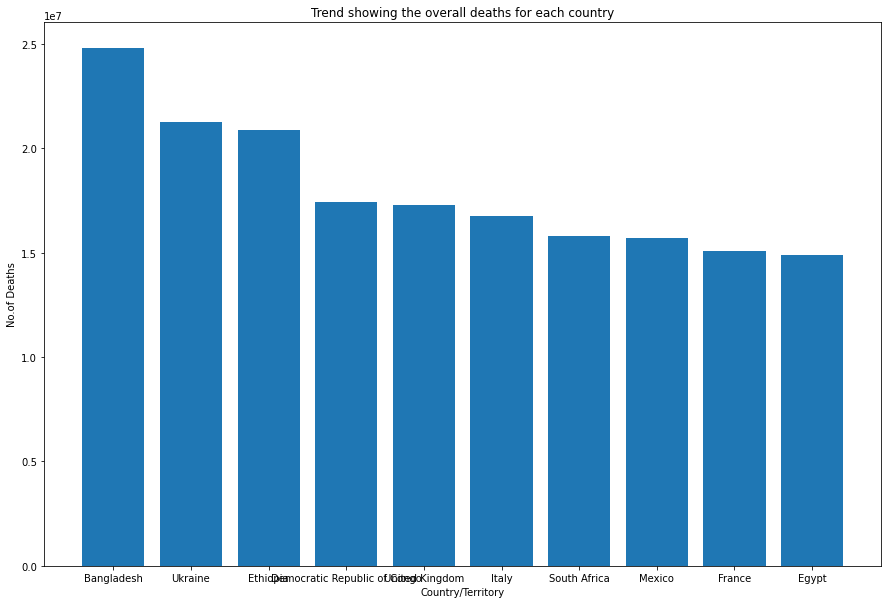 Trend showing the overall deaths for each country
1e7
2.5
2.0
1.5
1.0
0.5
0.0
No.of Deaths
Bangladesh Ukraine Ethiopia Democratic Republic of Congo United Kingdom Italy South Africa Mexico France Egypt
Country/Territory